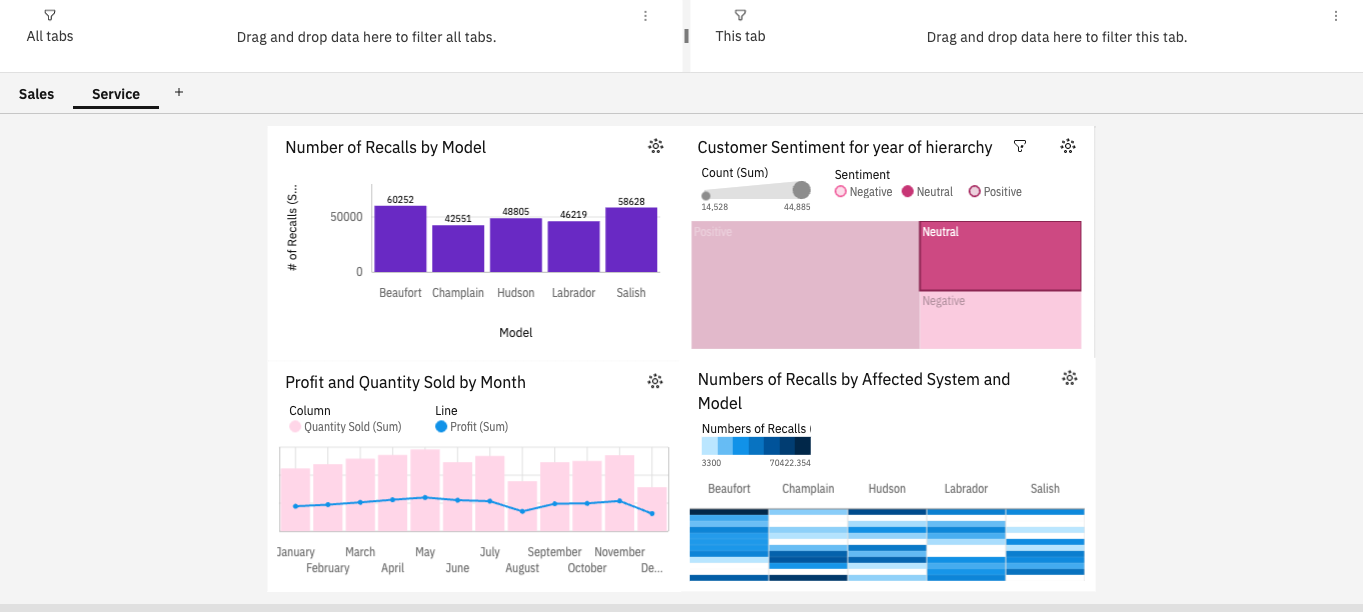 All tabs
Drag and drop data here to filter all tabs.
This tab
Drag and drop data here to filter this tab.
Sales
Service
+
Number of Recalls by Model
# of Recalls (S...
50000
0
60252
42551
48805
46219
58628
Beaufort
Champlain
Hudson
Labrador
Salish
Model
Customer Sentiment for year of hierarchy
Count (Sum)
14,528
44,885
Sentiment
Negative
Neutral
Positive
Positive
Neutral
Negative
Profit and Quantity Sold by Month
Column
Line
Quantity Sold (Sum)
Profit (Sum)
January
February
March
April
May
June
July
August
September
October
November
De...
Numbers of Recalls by Affected System and
Model
Numbers of Recalls (
3300
70422.354
Beaufort
Champlain
Hudson
Labrador
Salish